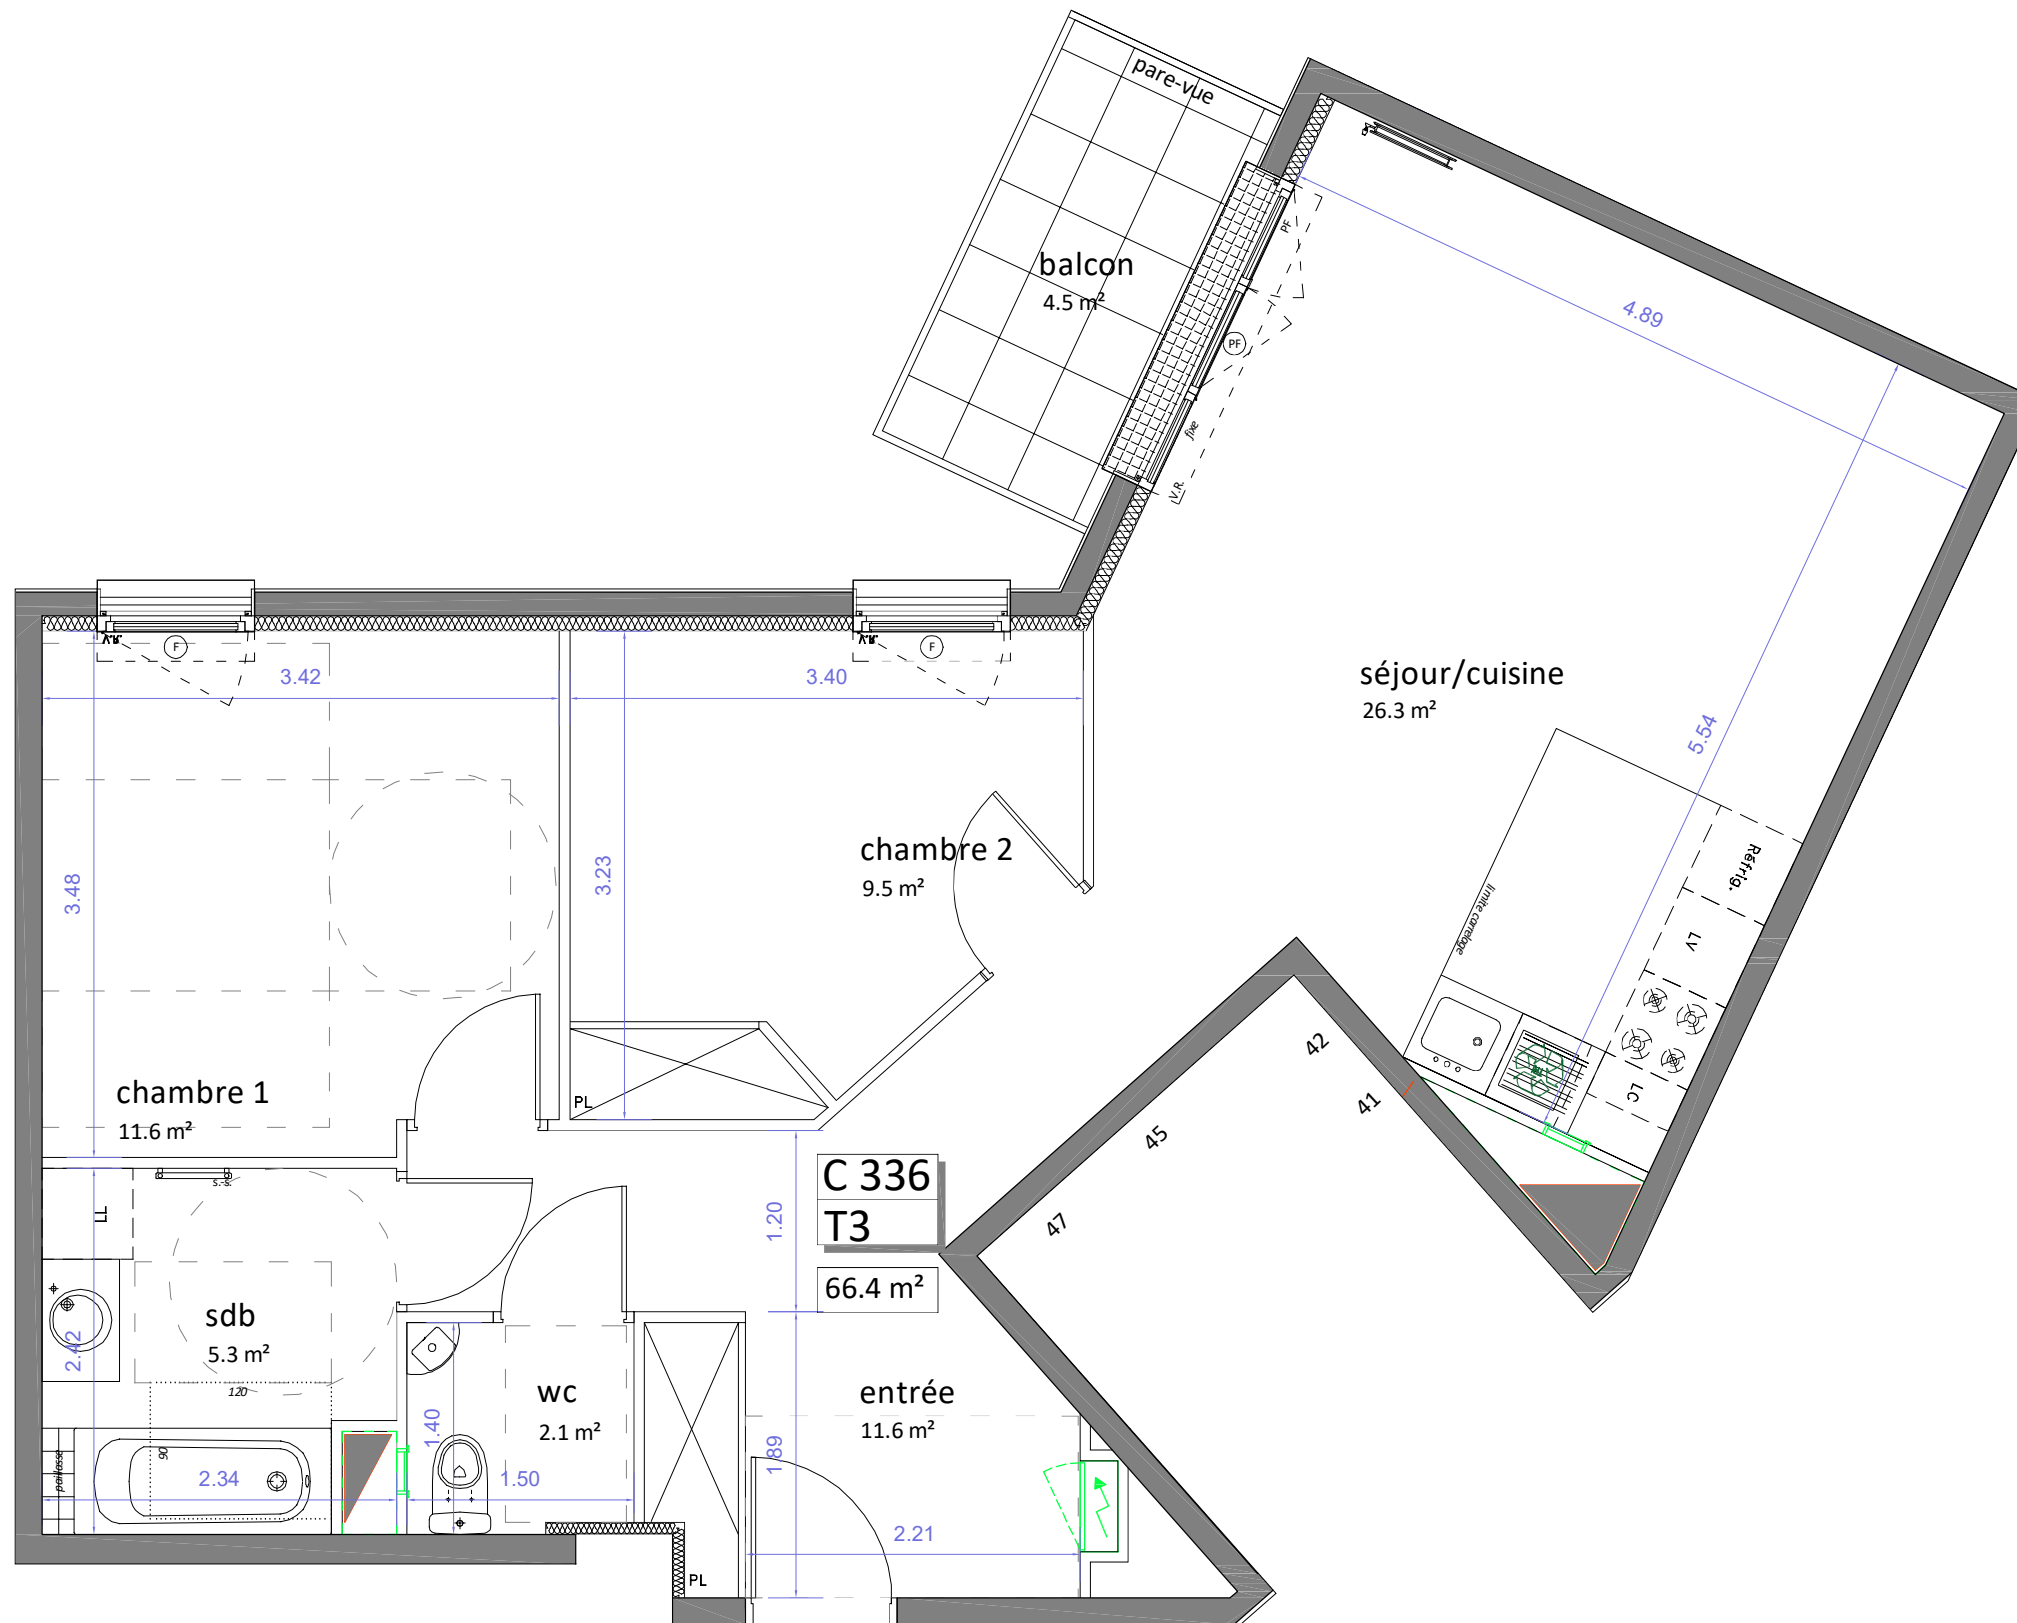 pare-vue
balcon
4.5 m²
PF
PF
fixe
V.R.
4.89
5.54
séjour/cuisine
26.3 m²
V.R.
F
V.R.
F
3.42
3.40
3.48
3.23
chambre 2
9.5 m²
chambre 1
11.6 m²
PL
Réfrig.
LV
LC
limite carrelage
42
41
45
47
C 336
T3
66.4 m²
1.20
s.-s.
LL
sdb
5.3 m²
2.42
120
90
paillasse
2.34
wc
2.1 m²
1.40
1.50
entrée
11.6 m²
1.89
2.21
PL